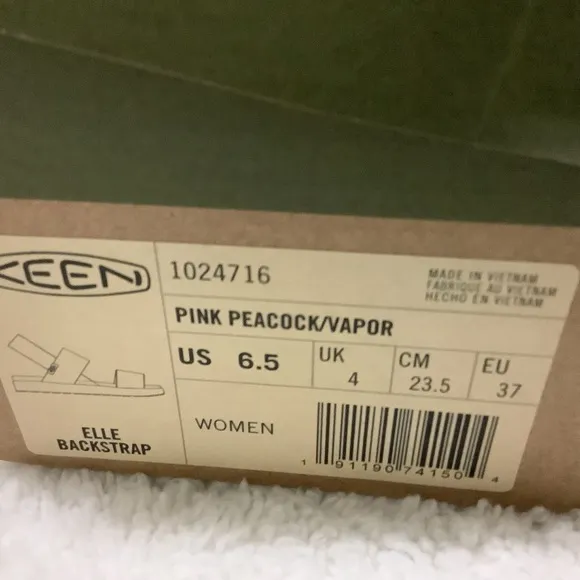 KEEN
1024716
MADE IN VIETNAM
FABRIQUÉ AU VIETNAM
HECHO EN VIETNAM
PINK PEACOCK/VAPOR
US 6.5
UK 4
CM 23.5
EU 37
ELLE
BACKSTRAP
WOMEN
1 91190 74150 4